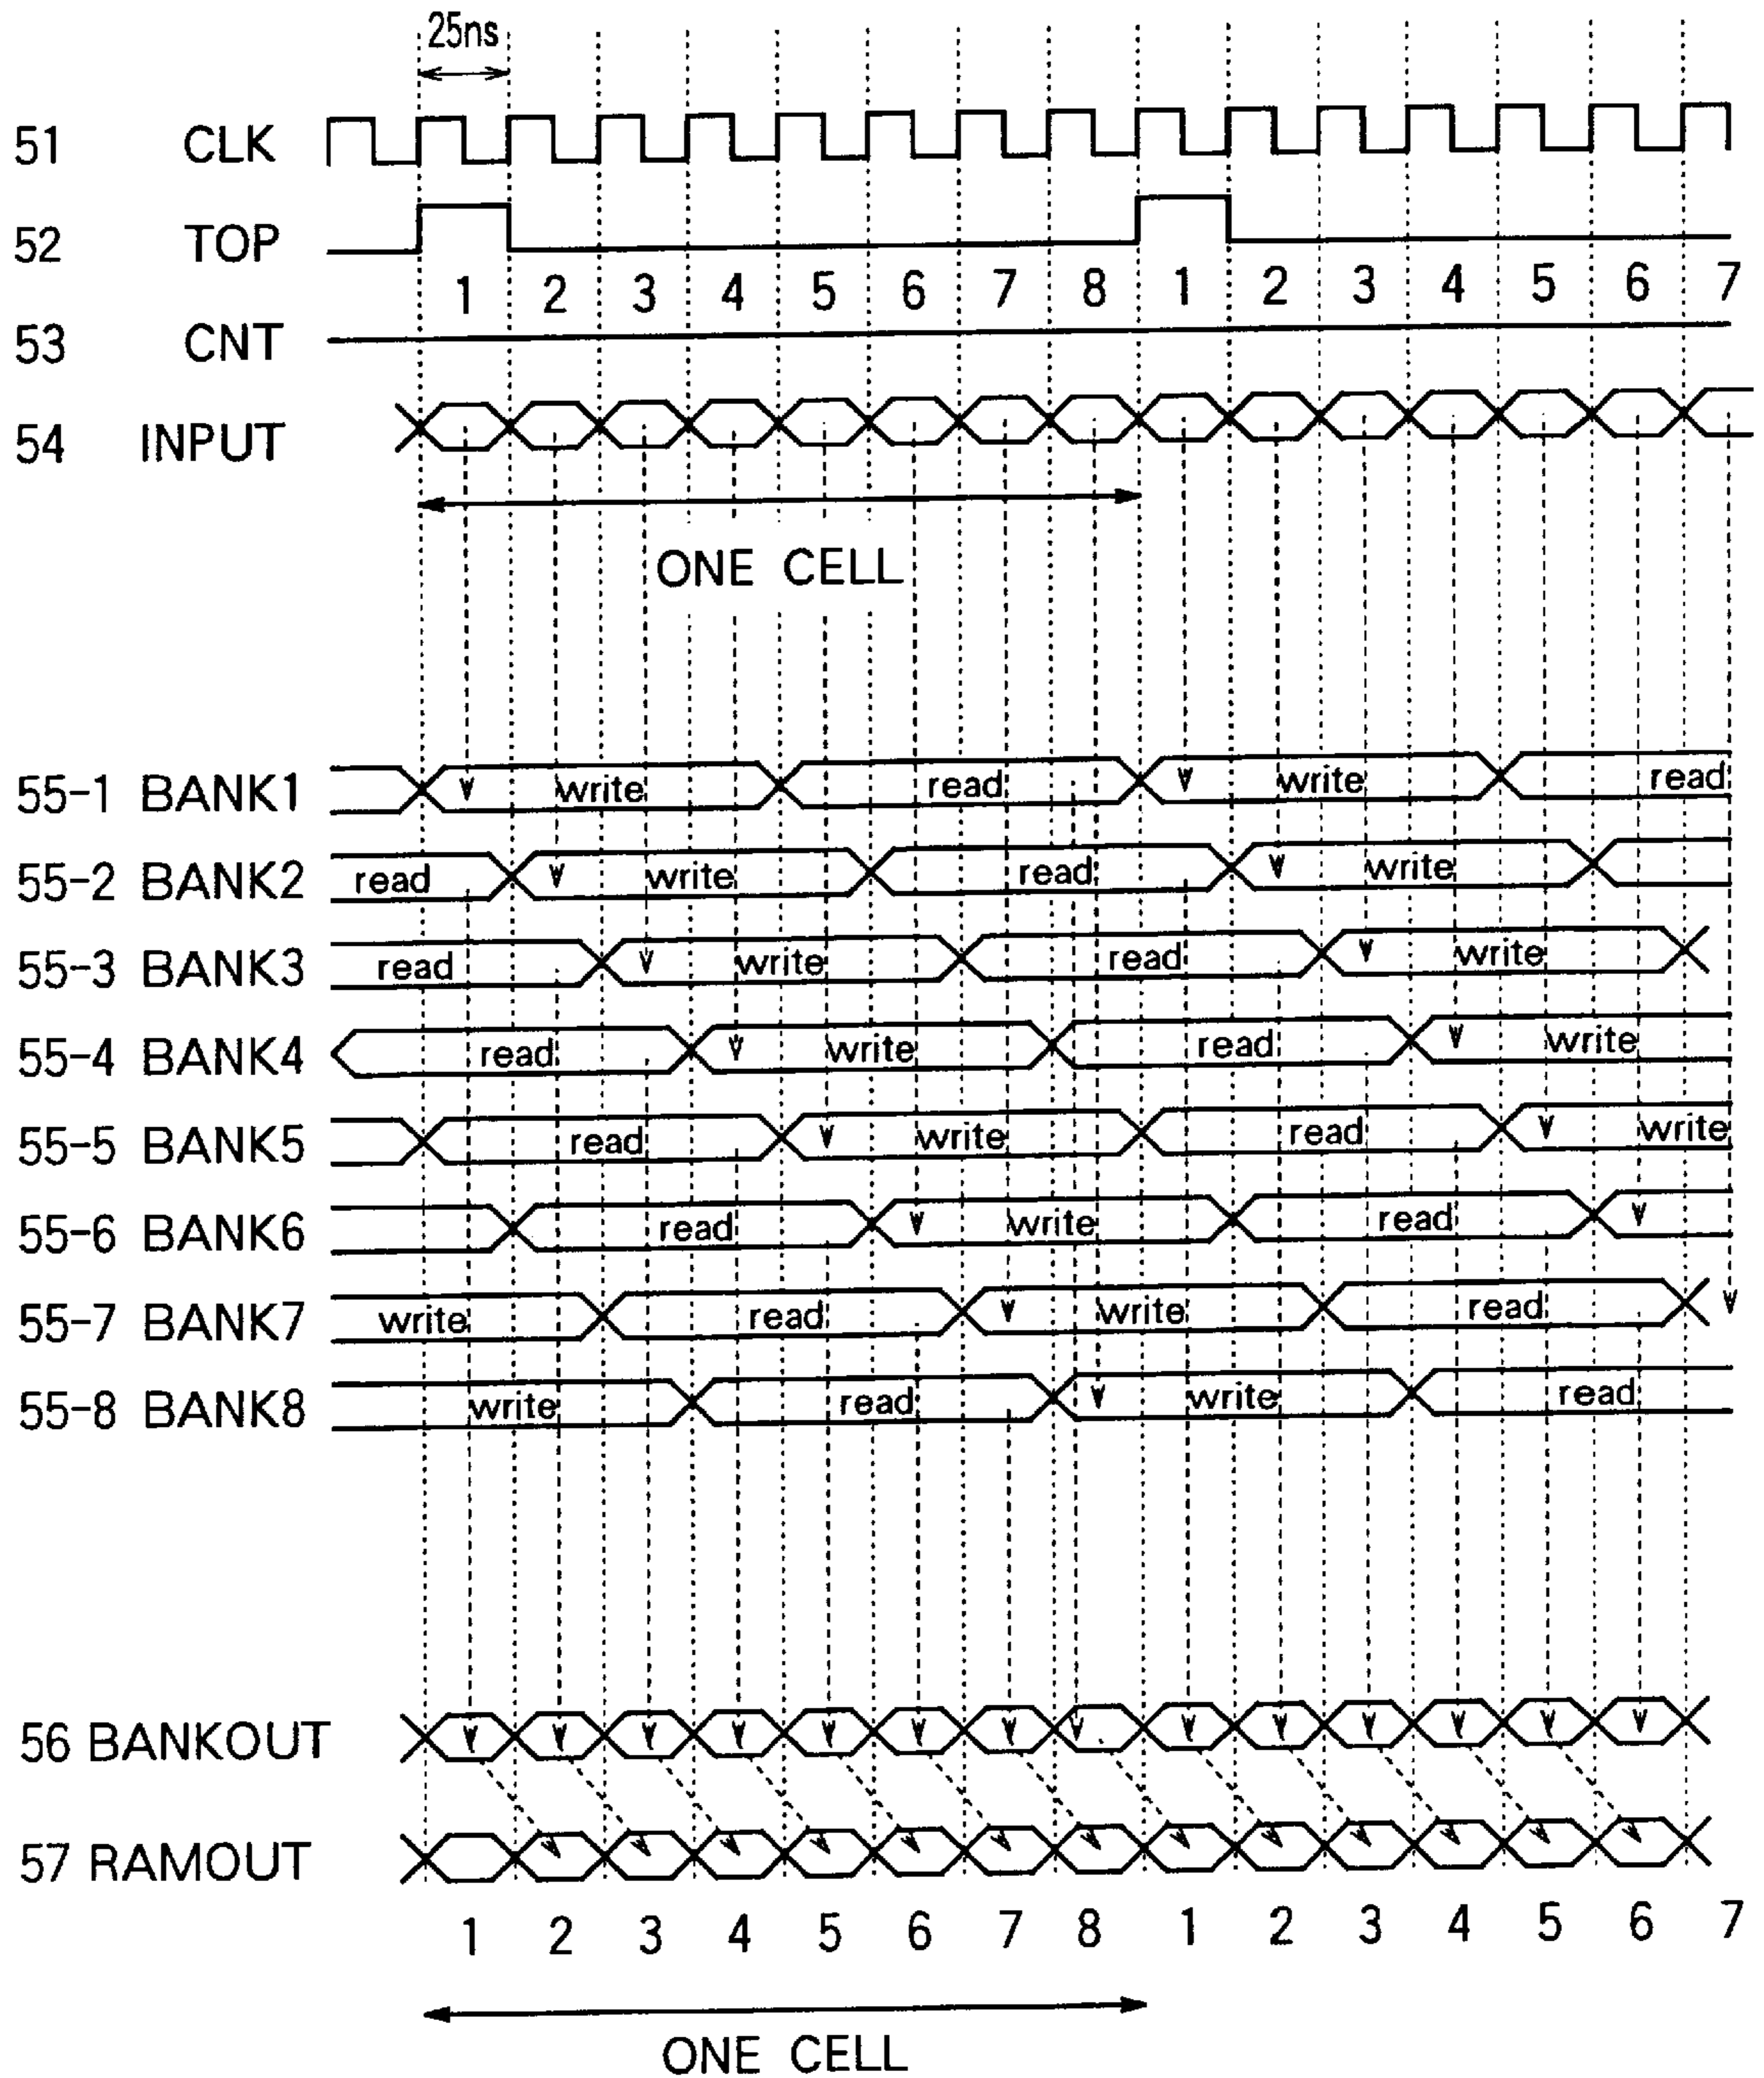 25ns
51 CLK
52 TOP
1 2 3 4 5 6 7 8 1 2 3 4 5 6 7
53 CNT
54 INPUT
ONE CELL
55-1 BANK1 write read write read
55-2 BANK2 read write read write
55-3 BANK3 read write read write
55-4 BANK4 read write read write
55-5 BANK5 read write read write
55-6 BANK6 read write read
55-7 BANK7 write read write read
55-8 BANK8 write read write read
56 BANKOUT
57 RAMOUT
1 2 3 4 5 6 7 8 1 2 3 4 5 6 7
ONE CELL